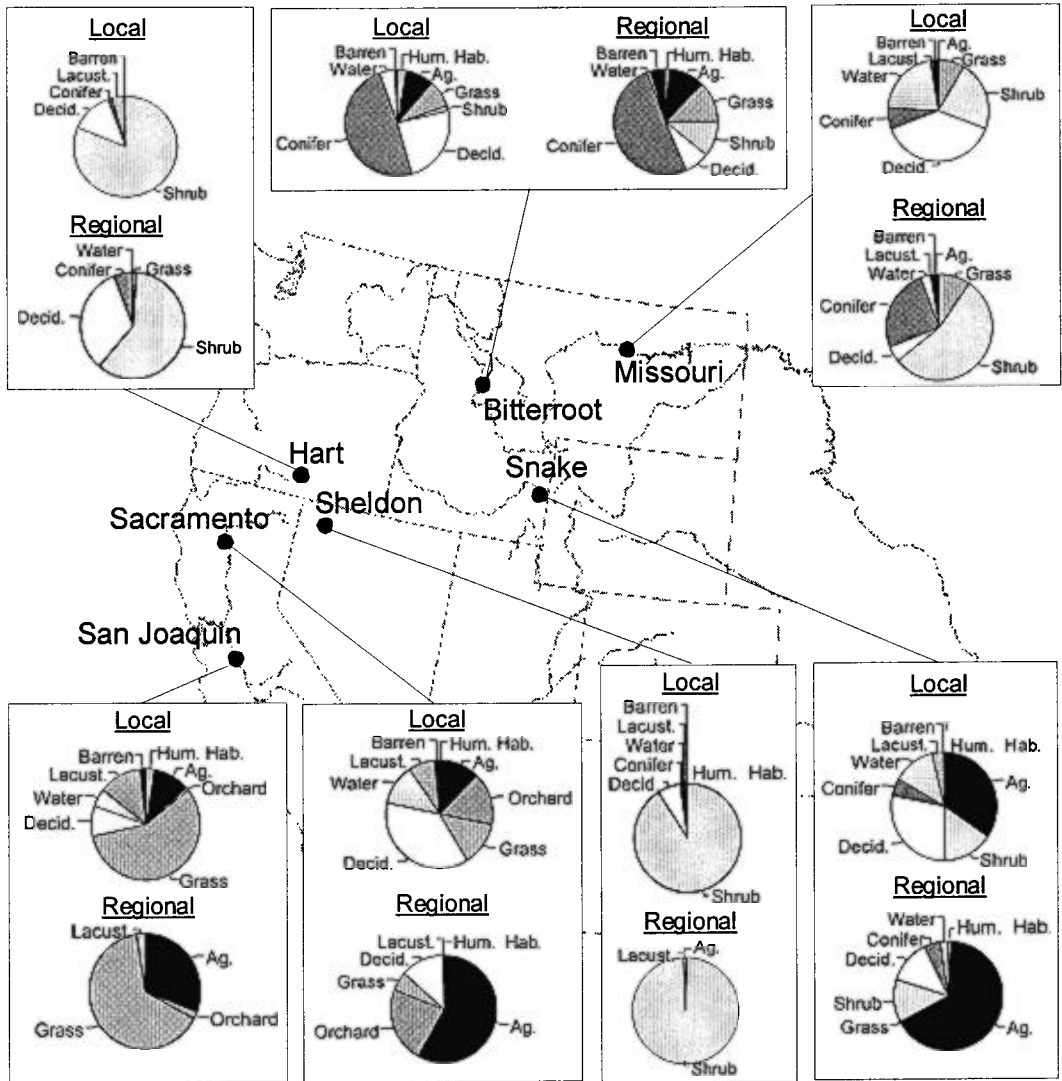 Local
Barren
Lacust.
Conifer
Decid.
Shrub
Regional
Water
Conifer
Grass
Decid.
Shrub
Local
Barren
Hum. Hab.
Water
Ag.
Grass
Shrub
Conifer
Decid.
Regional
Barren
Hum. Hab.
Water
Ag.
Grass
Conifer
Shrub
Decid.
Local
Barren
Ag.
Lacust.
Grass
Water
Shrub
Conifer
Decid.
Regional
Barren
Ag.
Lacust.
Water
Grass
Conifer
Decid.
Shrub
Missouri
Bitterroot
Hart
Snake
Sheldon
Sacramento
San Joaquin
Local
Barren
Hum. Hab.
Lacust.
Ag.
Orchard
Water
Decid.
Grass
Regional
Lacust.
Ag.
Grass
Orchard
Local
Barren
Hum. Hab.
Lacust.
Ag.
Water
Orchard
Grass
Decid.
Regional
Lacust.
Hum. Hab.
Decid.
Grass
Orchard
Ag.
Local
Barren
Lacust.
Water
Conifer
Hum. Hab.
Decid
Shrub
Regional
Ag.
Lacust.
Shrub
Local
Barren
Lacust.
Hum. Hab.
Water
Ag.
Conifer
Decid.
Shrub
Regional
Water
Hum. Hab.
Conifer
Decid.
Shrub
Grass
Ag.